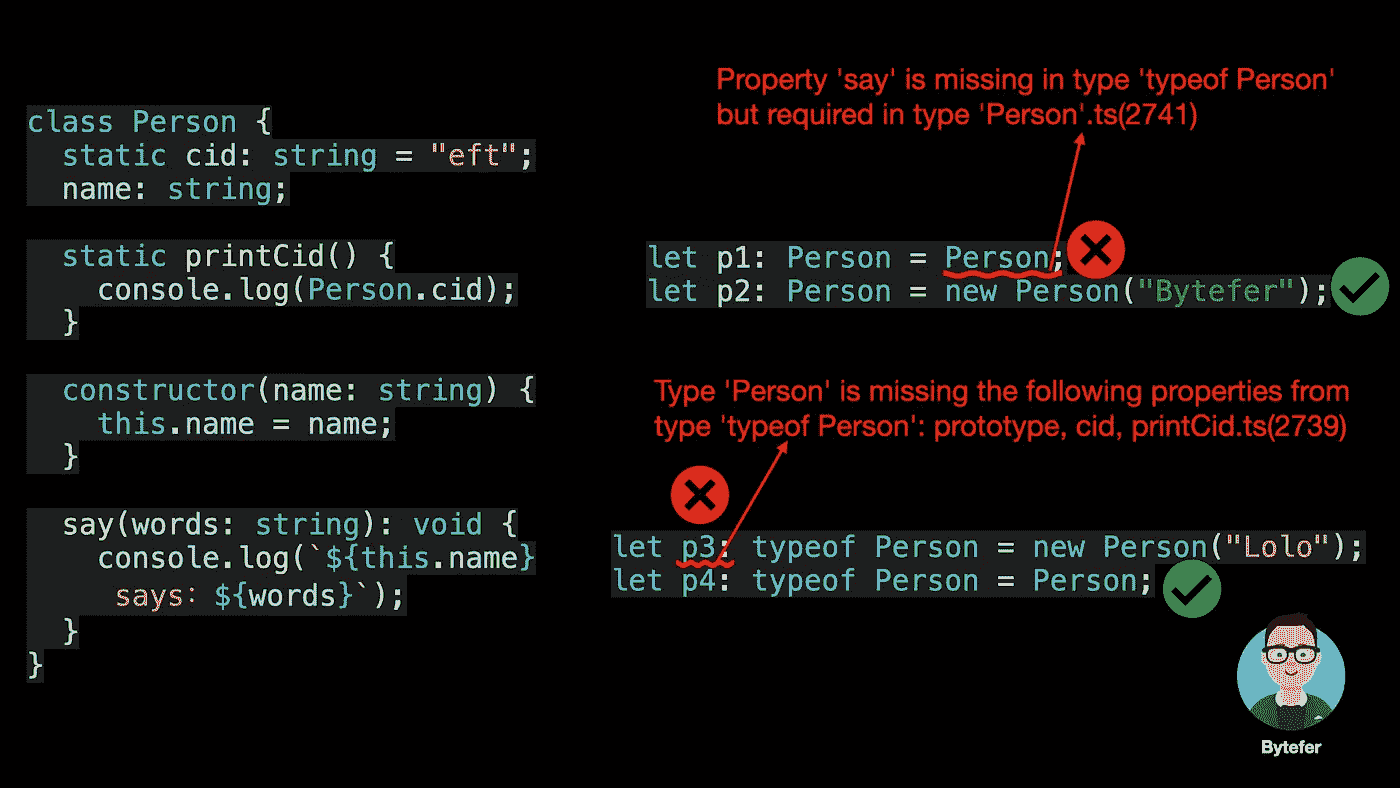 class Person {
  static cid: string = "eft";
  name: string;
  static printCid() {
    console.log(Person.cid);
  }
  constructor(name: string) {
    this.name = name;
  }
  say(words: string): void {
    console.log(`${this.name}
     says: ${words}`);
  }
}
Property 'say' is missing in type 'typeof Person'
but required in type 'Person'.ts(2741)
let p1: Person = Person;
let p2: Person = new Person("Bytefer");
Type 'Person' is missing the following properties from
type 'typeof Person': prototype, cid, printCid.ts(2739)
let p3: typeof Person = new Person("Lolo");
let p4: typeof Person = Person;
Bytefer